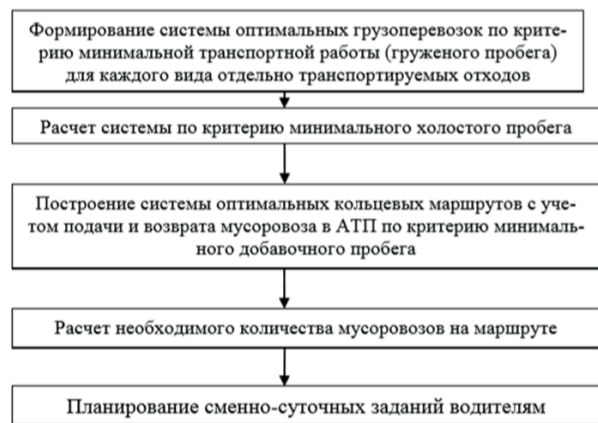 Формирование системы оптимальных грузоперевозок по крите-
рию минимальной транспортной работы (груженого пробега)
для каждого вида отдельно транспортируемых отходов
Расчет системы по критерию минимального холостого пробега
Построение системы оптимальных кольцевых маршрутов с уче-
том подачи и возврата мусоровоза в АТП по критерию минималь-
ного добавочного пробега
Расчет необходимого количества мусоровозов на маршруте
Планирование сменно-суточных заданий водителям